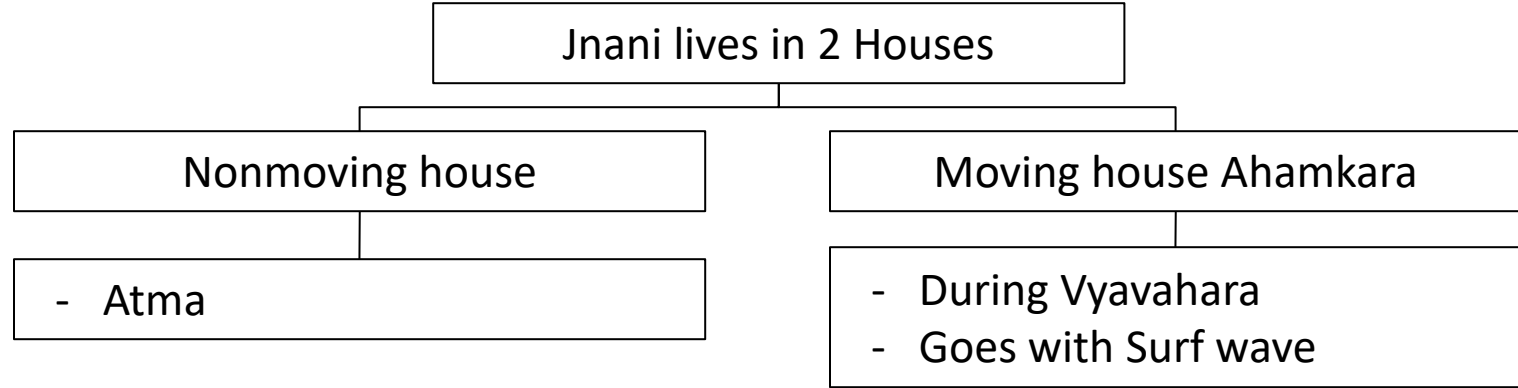 Jnani lives in 2 Houses
Nonmoving house
- Atma
Moving house Ahamkara
- During Vyavahara
- Goes with Surf wave